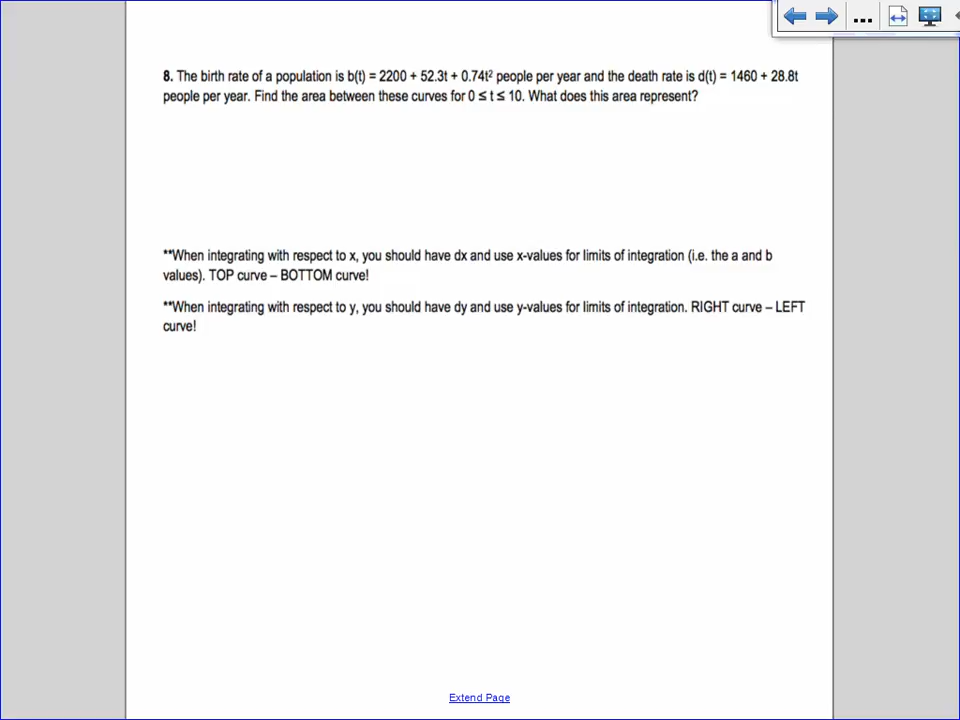 8. The birth rate of a population is b(t) = 2200 + 52.3t + 0.74t² people per year and the death rate is d(t) = 1460 + 28.8t
people per year. Find the area between these curves for 0 ≤ t ≤ 10. What does this area represent?
**When integrating with respect to x, you should have dx and use x-values for limits of integration (i.e. the a and b
values). TOP curve – BOTTOM curve!
**When integrating with respect to y, you should have dy and use y-values for limits of integration. RIGHT curve – LEFT
curve!
Extend Page